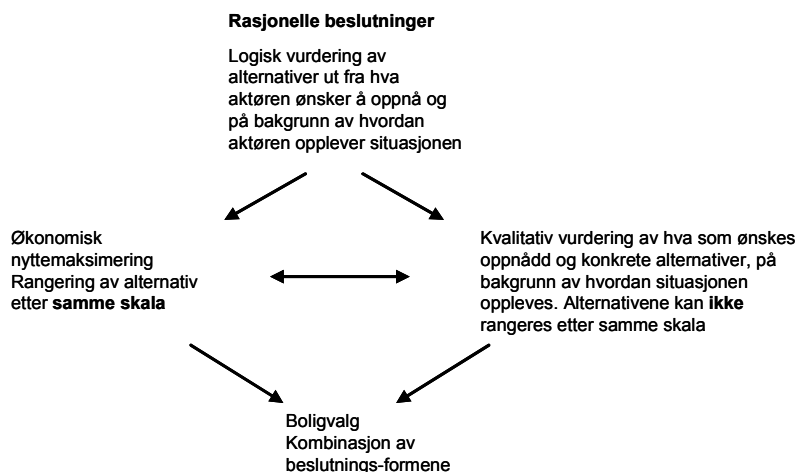 Rasjonelle beslutninger
Logisk vurdering av
alternativer ut fra hva
aktøren ønsker å oppnå og
på bakgrunn av hvordan
aktøren opplever situasjonen
Økonomisk
nyttemaksimering
Rangering av alternativ
etter samme skala
Kvalitativ vurdering av hva som ønskes
oppnådd og konkrete alternativer, på
bakgrunn av hvordan situasjonen
oppleves. Alternativene kan ikke
rangeres etter samme skala
Boligvalg
Kombinasjon av
beslutnings-formene